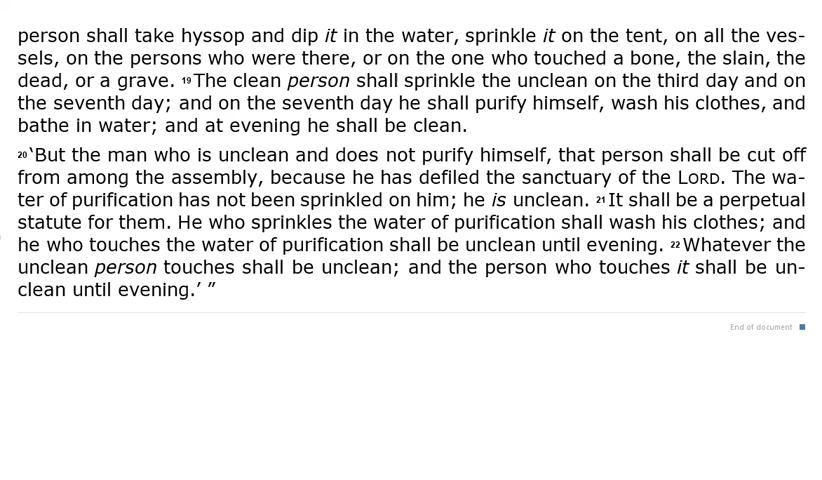 person shall take hyssop and dip it in the water, sprinkle it on the tent, on all the ves-
sels, on the persons who were there, or on the one who touched a bone, the slain, the
dead, or a grave. 19 The clean person shall sprinkle the unclean on the third day and on
the seventh day; and on the seventh day he shall purify himself, wash his clothes, and
bathe in water; and at evening he shall be clean.
20 ‘But the man who is unclean and does not purify himself, that person shall be cut off
from among the assembly, because he has defiled the sanctuary of the LORD. The wa-
ter of purification has not been sprinkled on him; he is unclean. 21 It shall be a perpetual
statute for them. He who sprinkles the water of purification shall wash his clothes; and
he who touches the water of purification shall be unclean until evening. 22 Whatever the
unclean person touches shall be unclean; and the person who touches it shall be un-
clean until evening.’ ”
End of document